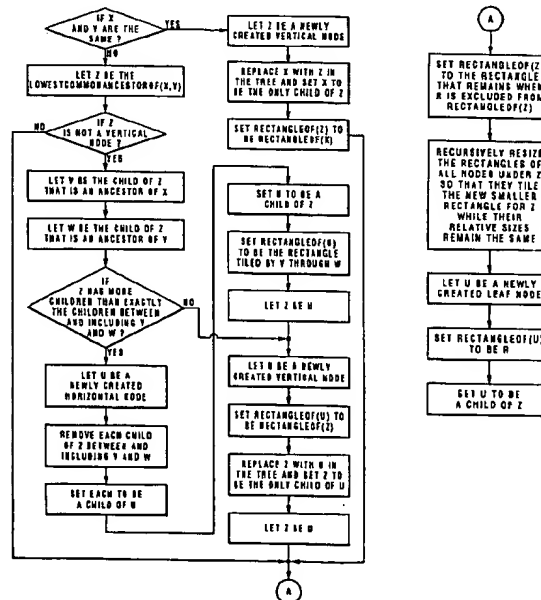 IF X
AND Y ARE THE
SAME ?
YES
NO
LET Z BE THE
LOWESTCOMMONANCESTOROF(X,Y)
NO
IF Z
IS NOT A VERTICAL
NODE ?
YES
LET V BE THE CHILD OF Z
THAT IS AN ANCESTOR OF X
LET W BE THE CHILD OF Z
THAT IS AN ANCESTOR OF Y
IF
Z HAS MORE
CHILDREN THAN EXACTLY
THE CHILDREN BETWEEN
AND INCLUDING V
AND W ?
NO
YES
LET U BE A
NEWLY CREATED
HORIZONTAL NODE
REMOVE EACH CHILD
OF Z BETWEEN AND
INCLUDING V AND W
SET EACH TO BE
A CHILD OF U
LET Z BE A NEWLY
CREATED VERTICAL NODE
REPLACE X WITH Z IN
THE TREE AND SET X TO
BE THE ONLY CHILD OF Z
SET RECTANGLEOF(Z) TO
BE RECTANGLEOF(X)
SET U TO BE A
CHILD OF Z
SET RECTANGLEOF(U)
TO BE THE RECTANGLE
TILED BY V THROUGH W
LET Z BE U
LET U BE A NEWLY
CREATED VERTICAL NODE
SET RECTANGLEOF(U) TO
BE RECTANGLEOF(Z)
REPLACE Z WITH U IN
THE TREE AND SET Z TO
BE THE ONLY CHILD OF U
LET Z BE U
A
A
SET RECTANGLEOF(Z)
TO THE RECTANGLE
THAT REMAINS WHEN
R IS EXCLUDED FROM
RECTANGLEOF(Z)
RECURSIVELY RESIZE
THE RECTANGLES OF
ALL NODES UNDER Z
SO THAT THEY TILE
THE NEW SMALLER
RECTANGLE FOR Z
WHILE THEIR
RELATIVE SIZES
REMAIN THE SAME
LET U BE A NEWLY
CREATED LEAF NODE
SET RECTANGLEOF(U)
TO BE R
SET U TO BE
A CHILD OF Z